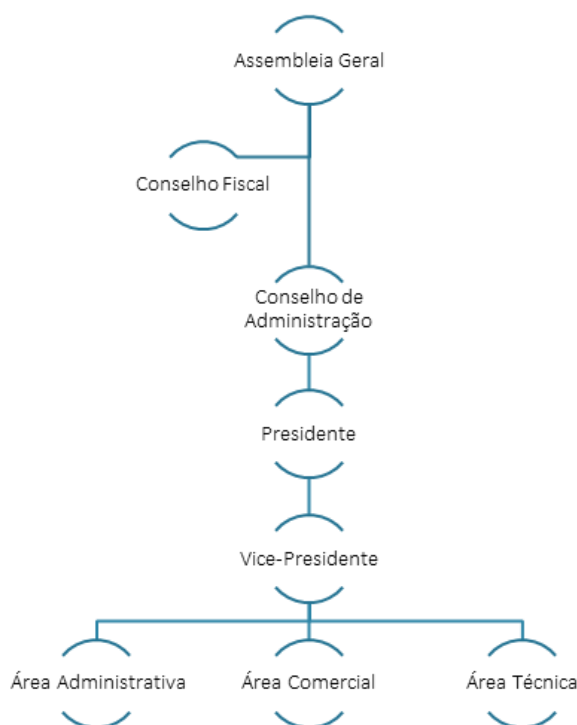 Assembleia Geral
Conselho Fiscal
Conselho de
Administração
Presidente
Vice-Presidente
Área Administrativa
Área Comercial
Área Técnica